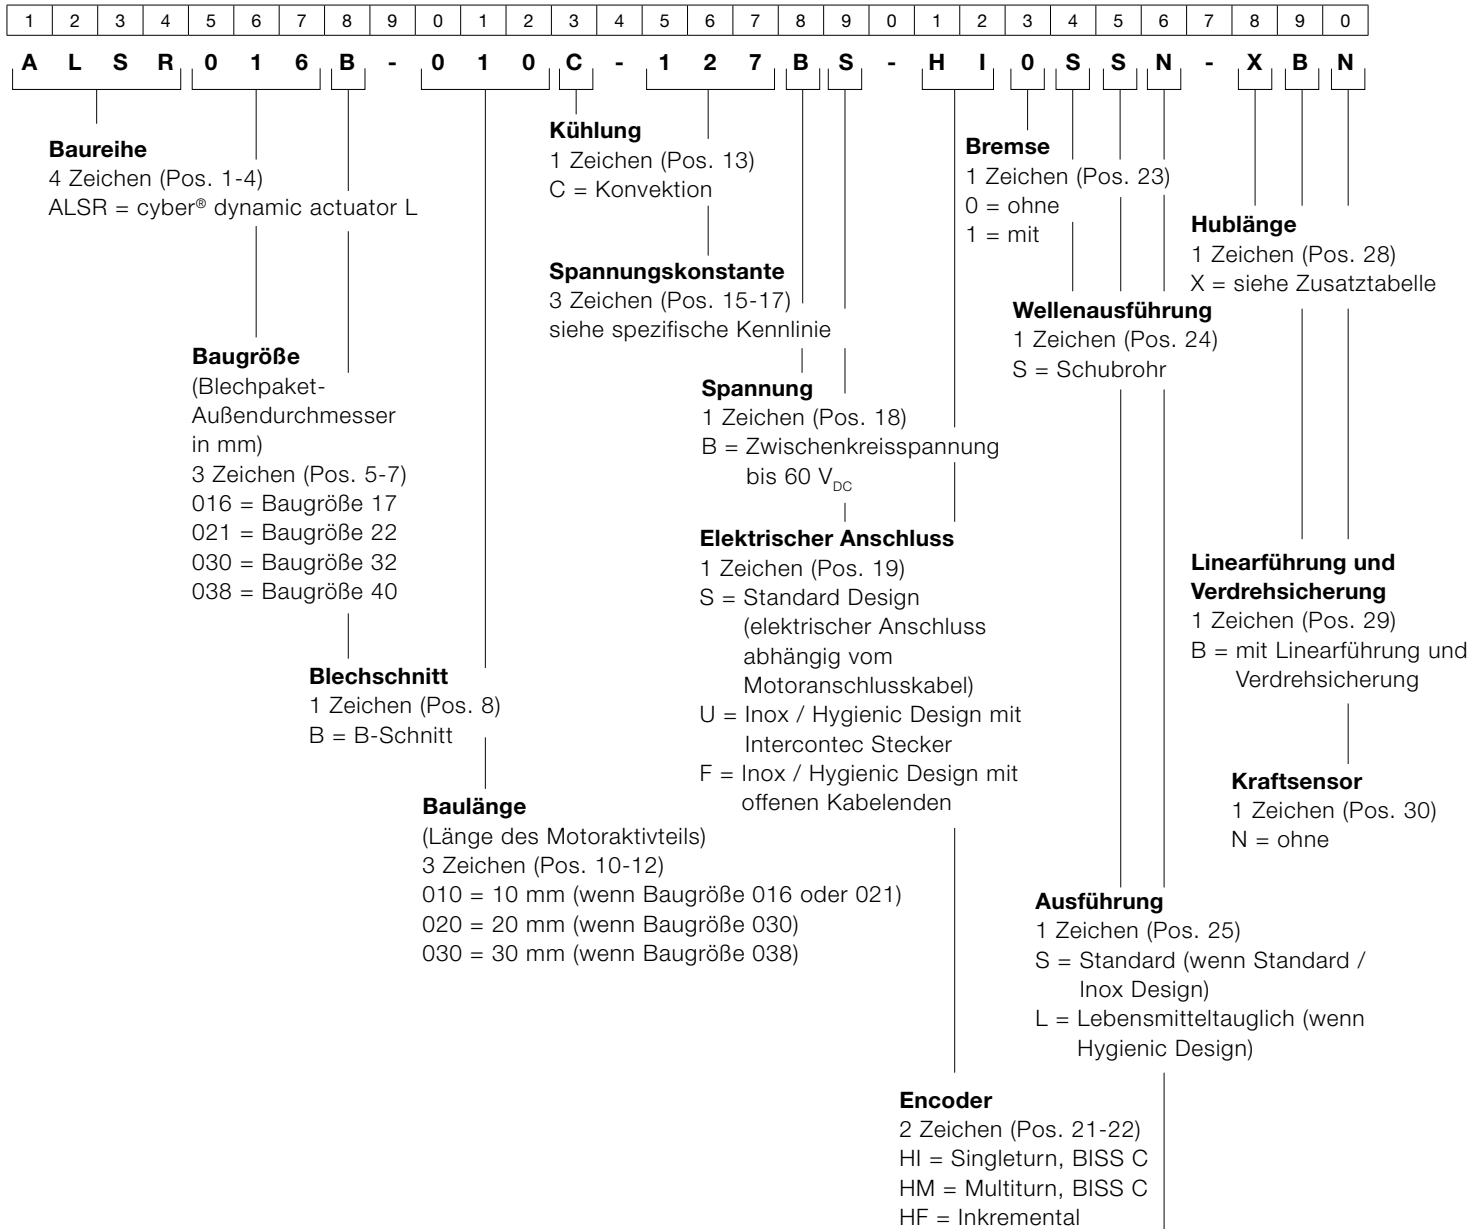 1 2 3 4 5 6 7 8 9 0 1 2 3 4 5 6 7 8 9 0 1 2 3 4 5 6 7 8 9 0
A L S R 0 1 6 B - 0 1 0 C - 1 2 7 B S - H I 0 S S N - X B N
Baureihe
4 Zeichen (Pos. 1-4)
ALSR = cyber® dynamic actuator L
Kühlung
1 Zeichen (Pos. 13)
C = Konvektion
Bremse
1 Zeichen (Pos. 23)
0 = ohne
1 = mit
Hublänge
1 Zeichen (Pos. 28)
X = siehe Zusatztabelle
Spannungskonstante
3 Zeichen (Pos. 15-17)
siehe spezifische Kennlinie
Wellenausführung
1 Zeichen (Pos. 24)
S = Schubrohr
Baugröße
(Blechpaket-
Außendurchmesser
in mm)
3 Zeichen (Pos. 5-7)
016 = Baugröße 17
021 = Baugröße 22
030 = Baugröße 32
038 = Baugröße 40
Spannung
1 Zeichen (Pos. 18)
B = Zwischenkreisspannung
bis 60 V DC
Elektrischer Anschluss
1 Zeichen (Pos. 19)
S = Standard Design
(elektrischer Anschluss
abhängig vom
Motoranschlusskabel)
U = Inox / Hygienic Design mit
Intercontec Stecker
F = Inox / Hygienic Design mit
offenen Kabelenden
Linearführung und
Verdrehsicherung
1 Zeichen (Pos. 29)
B = mit Linearführung und
Verdrehsicherung
Blechschnitt
1 Zeichen (Pos. 8)
B = B-Schnitt
Kraftsensor
1 Zeichen (Pos. 30)
N = ohne
Baulänge
(Länge des Motoraktivteils)
3 Zeichen (Pos. 10-12)
010 = 10 mm (wenn Baugröße 016 oder 021)
020 = 20 mm (wenn Baugröße 030)
030 = 30 mm (wenn Baugröße 038)
Ausführung
1 Zeichen (Pos. 25)
S = Standard (wenn Standard /
Inox Design)
L = Lebensmitteltauglich (wenn
Hygienic Design)
Encoder
2 Zeichen (Pos. 21-22)
HI = Singleturn, BISS C
HM = Multiturn, BISS C
HF = Inkremental